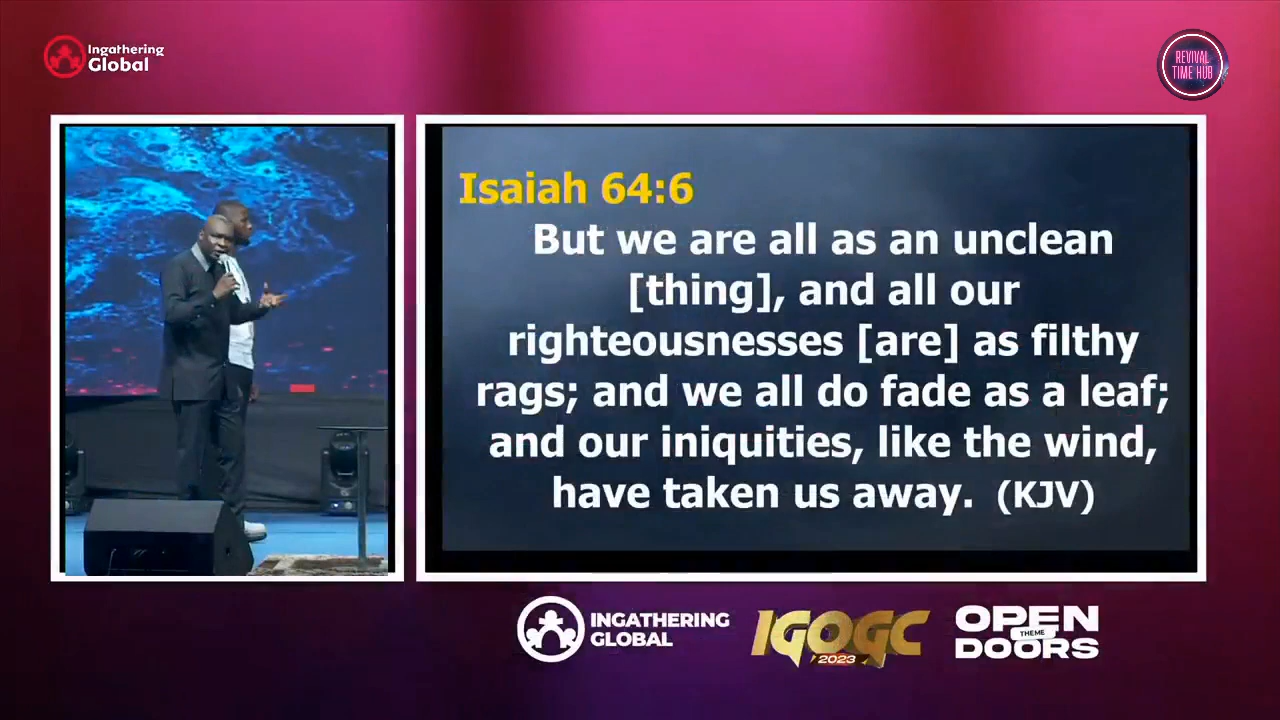 Ingathering
Global
REVIVAL
TIME HUB
Isaiah 64:6
But we are all as an unclean
[thing], and all our
righteousnesses [are] as filthy
rags; and we all do fade as a leaf;
and our iniquities, like the wind,
have taken us away. (KJV)
INGATHERING
GLOBAL
IGOGC
2023
OPEN
THEME
DOORS